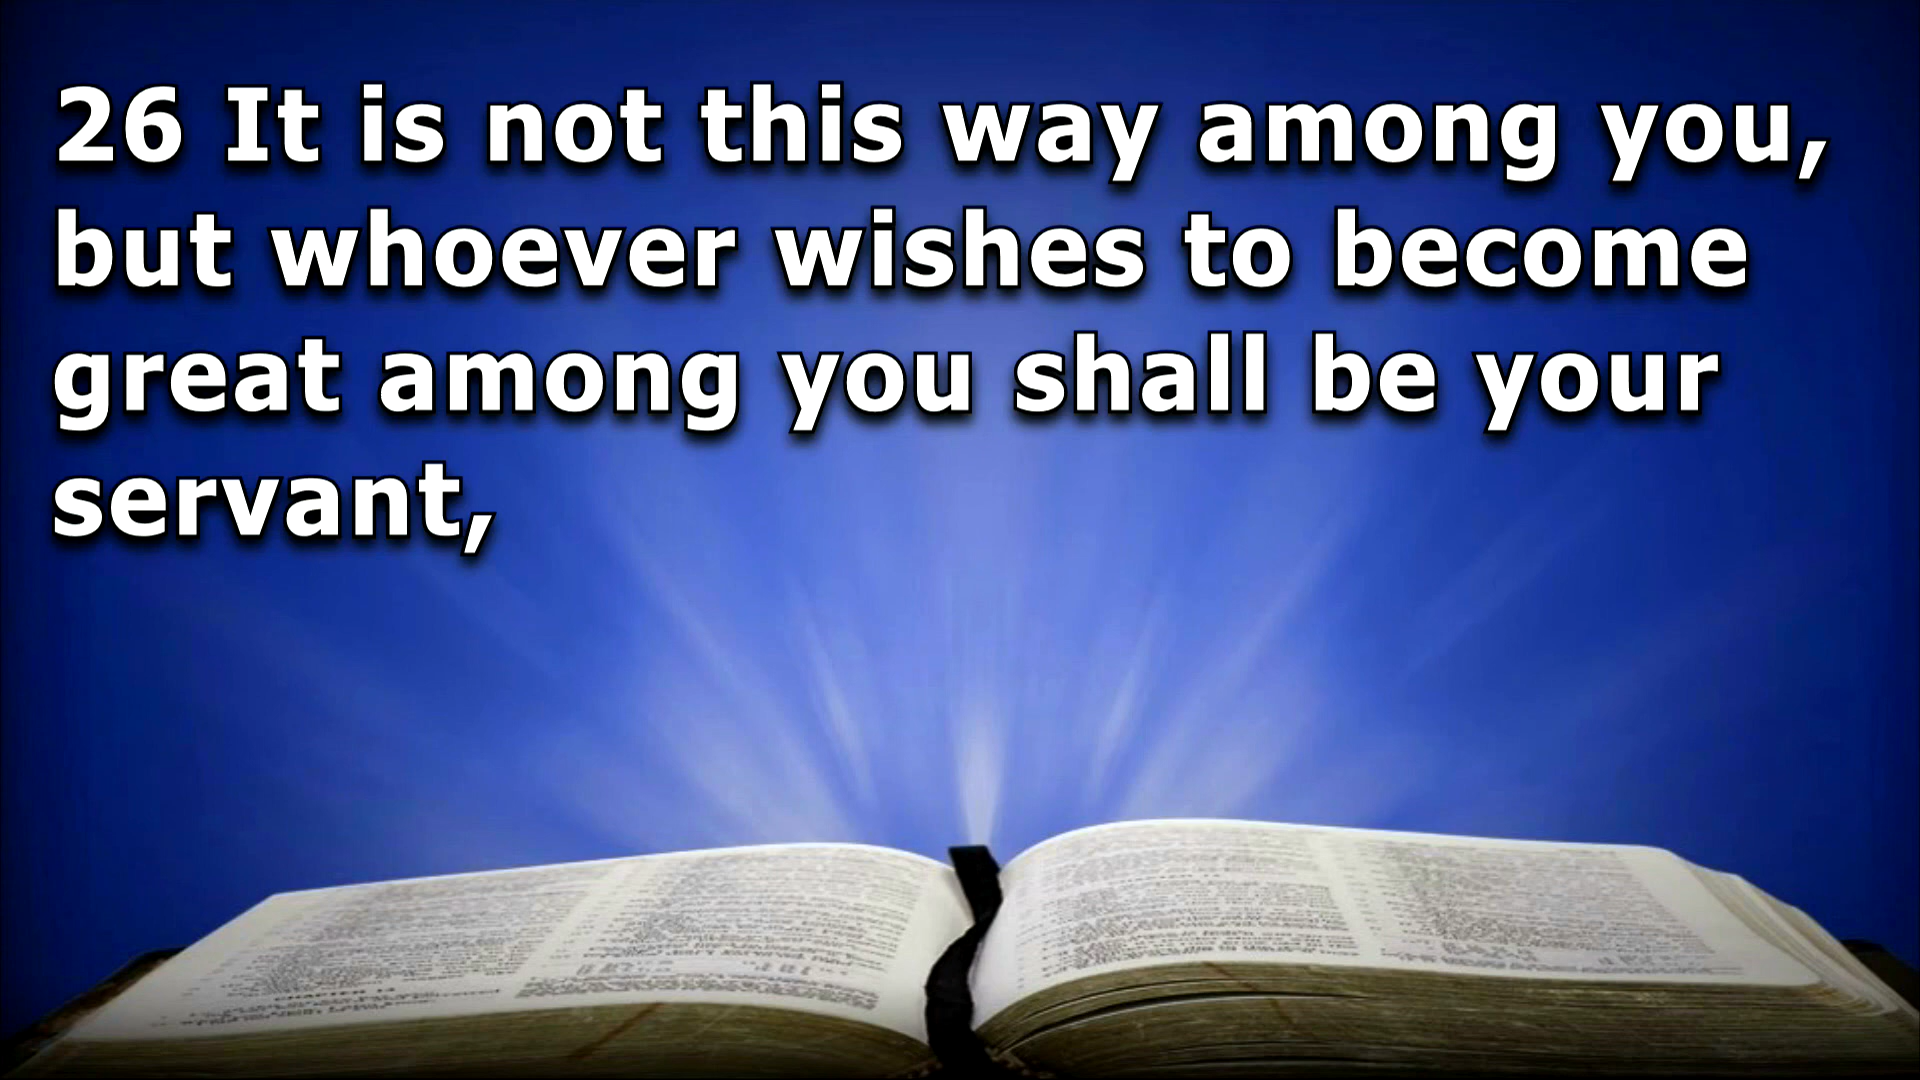 26 It is not this way among you,
but whoever wishes to become
great among you shall be your
servant,